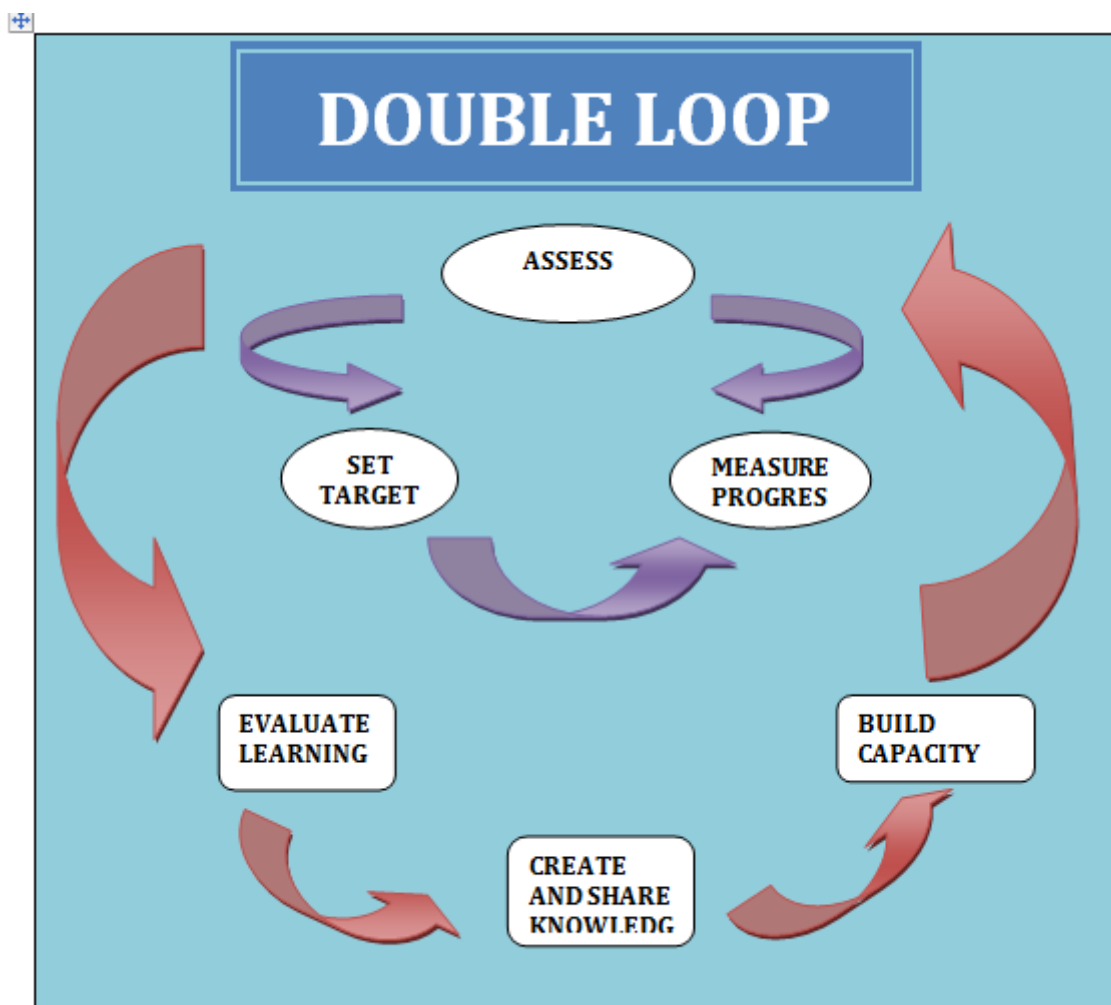 DOUBLE LOOP
ASSESS
SET
TARGET
MEASURE
PROGRES
EVALUATE
LEARNING
BUILD
CAPACITY
CREATE
AND SHARE
KNOWLEDG